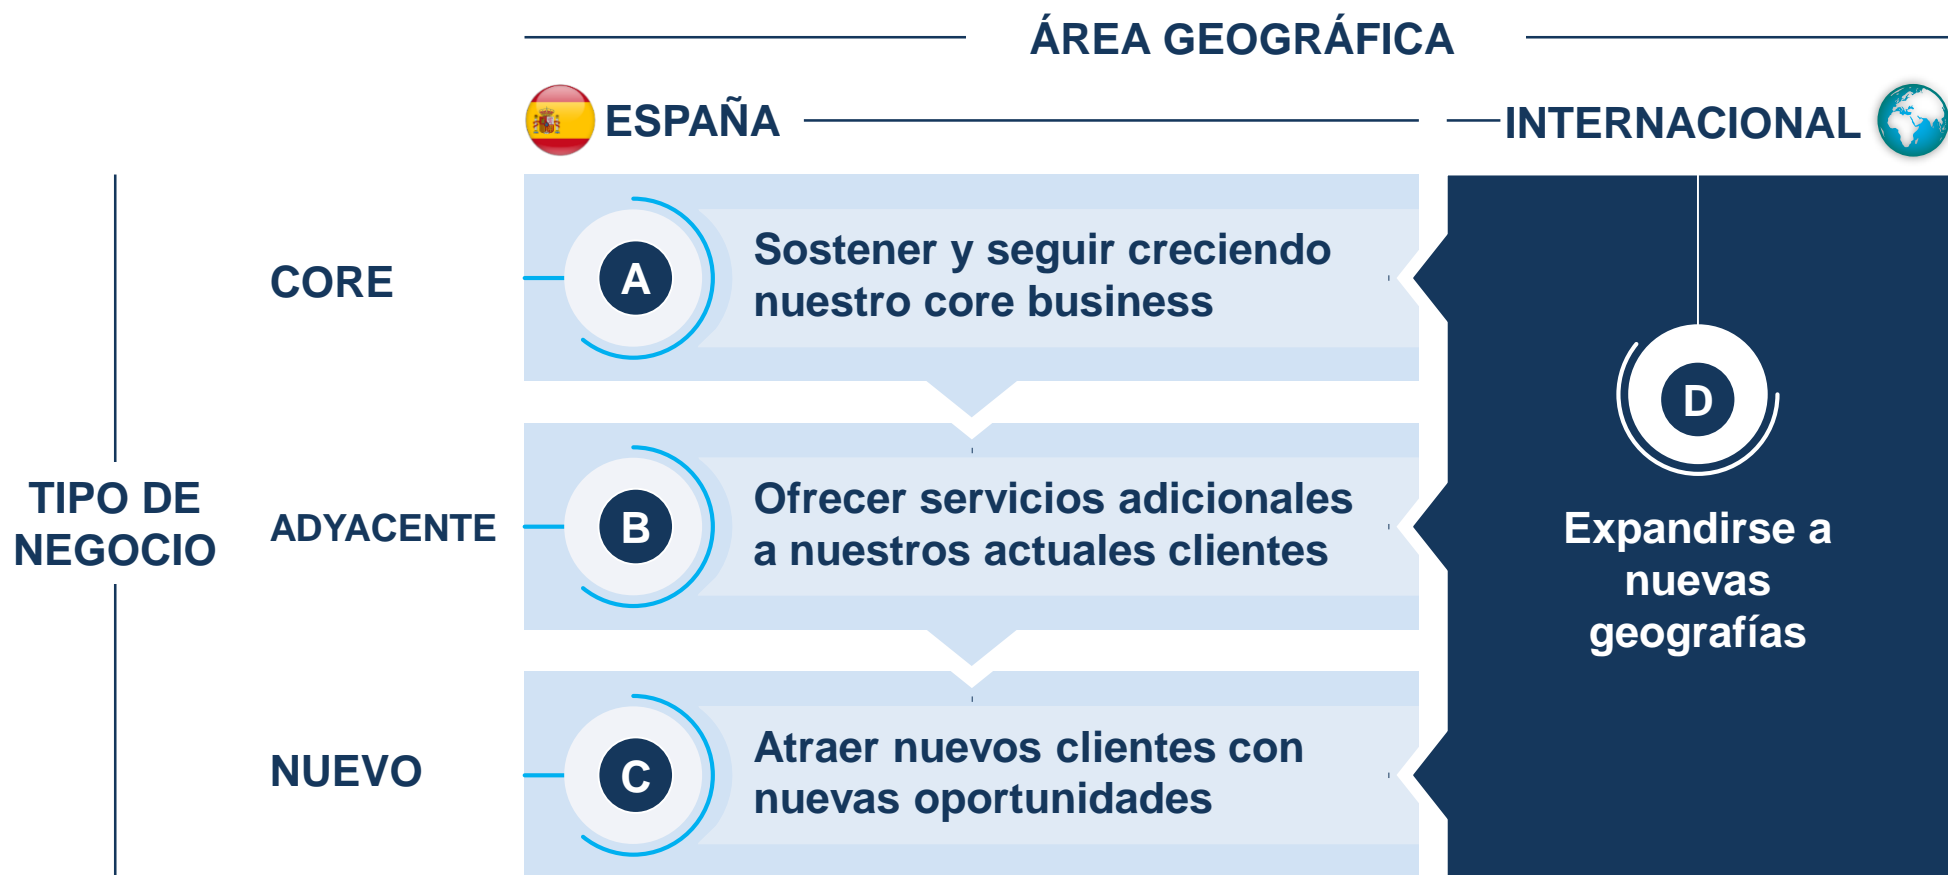 ÁREA GEOGRÁFICA
ESPAÑA
INTERNACIONAL
TIPO DE
NEGOCIO
CORE
A
Sostener y seguir creciendo
nuestro core business
ADYACENTE
B
Ofrecer servicios adicionales
a nuestros actuales clientes
NUEVO
C
Atraer nuevos clientes con
nuevas oportunidades
D
Expandirse a
nuevas
geografías